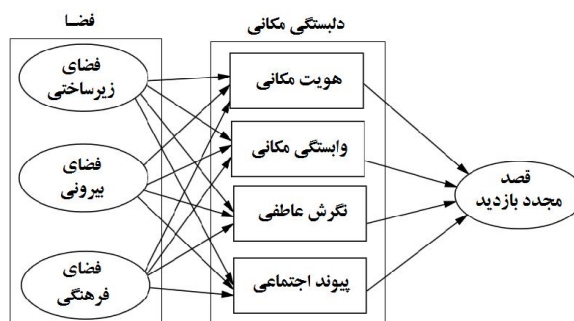 فضا
دلبستگی مکانی
فضای
زیرساختی
فضای
بیرونی
فضای
فرهنگی
هویت مکانی
وابستگی مکانی
نگرش عاطفی
پیوند اجتماعی
قصد
مجدد بازدید